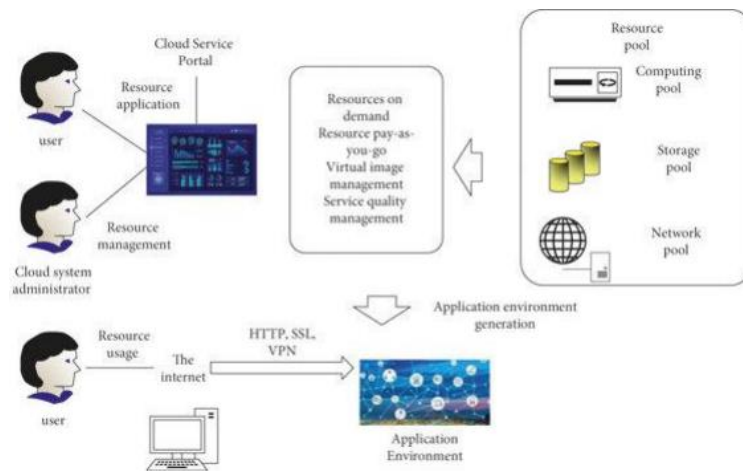 Cloud Service
Portal
Resource
application
user
Resource
management
Cloud system
administrator
Resources on
demand
Resource pay-as-
you-go
Virtual image
management
Service quality
management
Resource
pool
Computing
pool
Storage
pool
Network
pool
Application environment
generation
Resource
usage
user
The
internet
HTTP, SSL,
VPN
Application
Environment